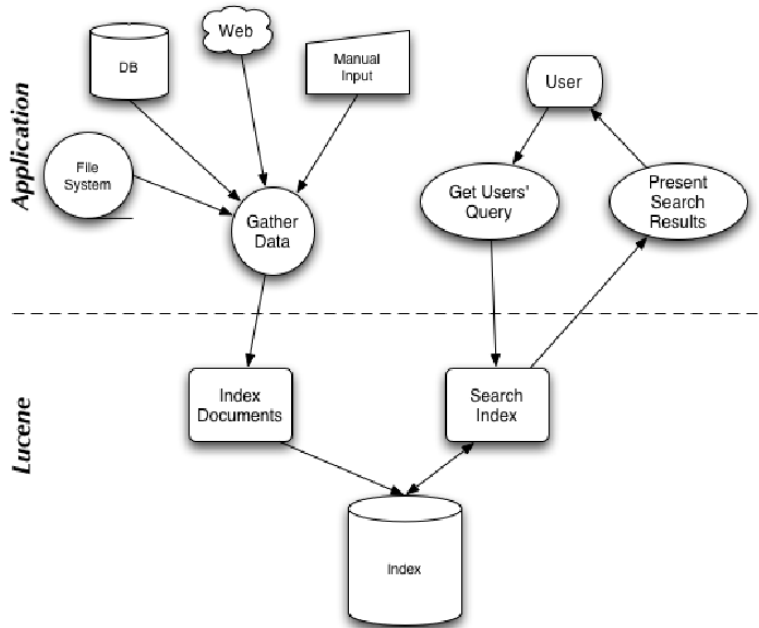 Application
Web
DB
Manual
Input
User
File
System
Gather
Data
Get Users'
Query
Present
Search
Results
Lucene
Index
Documents
Search
Index
Index